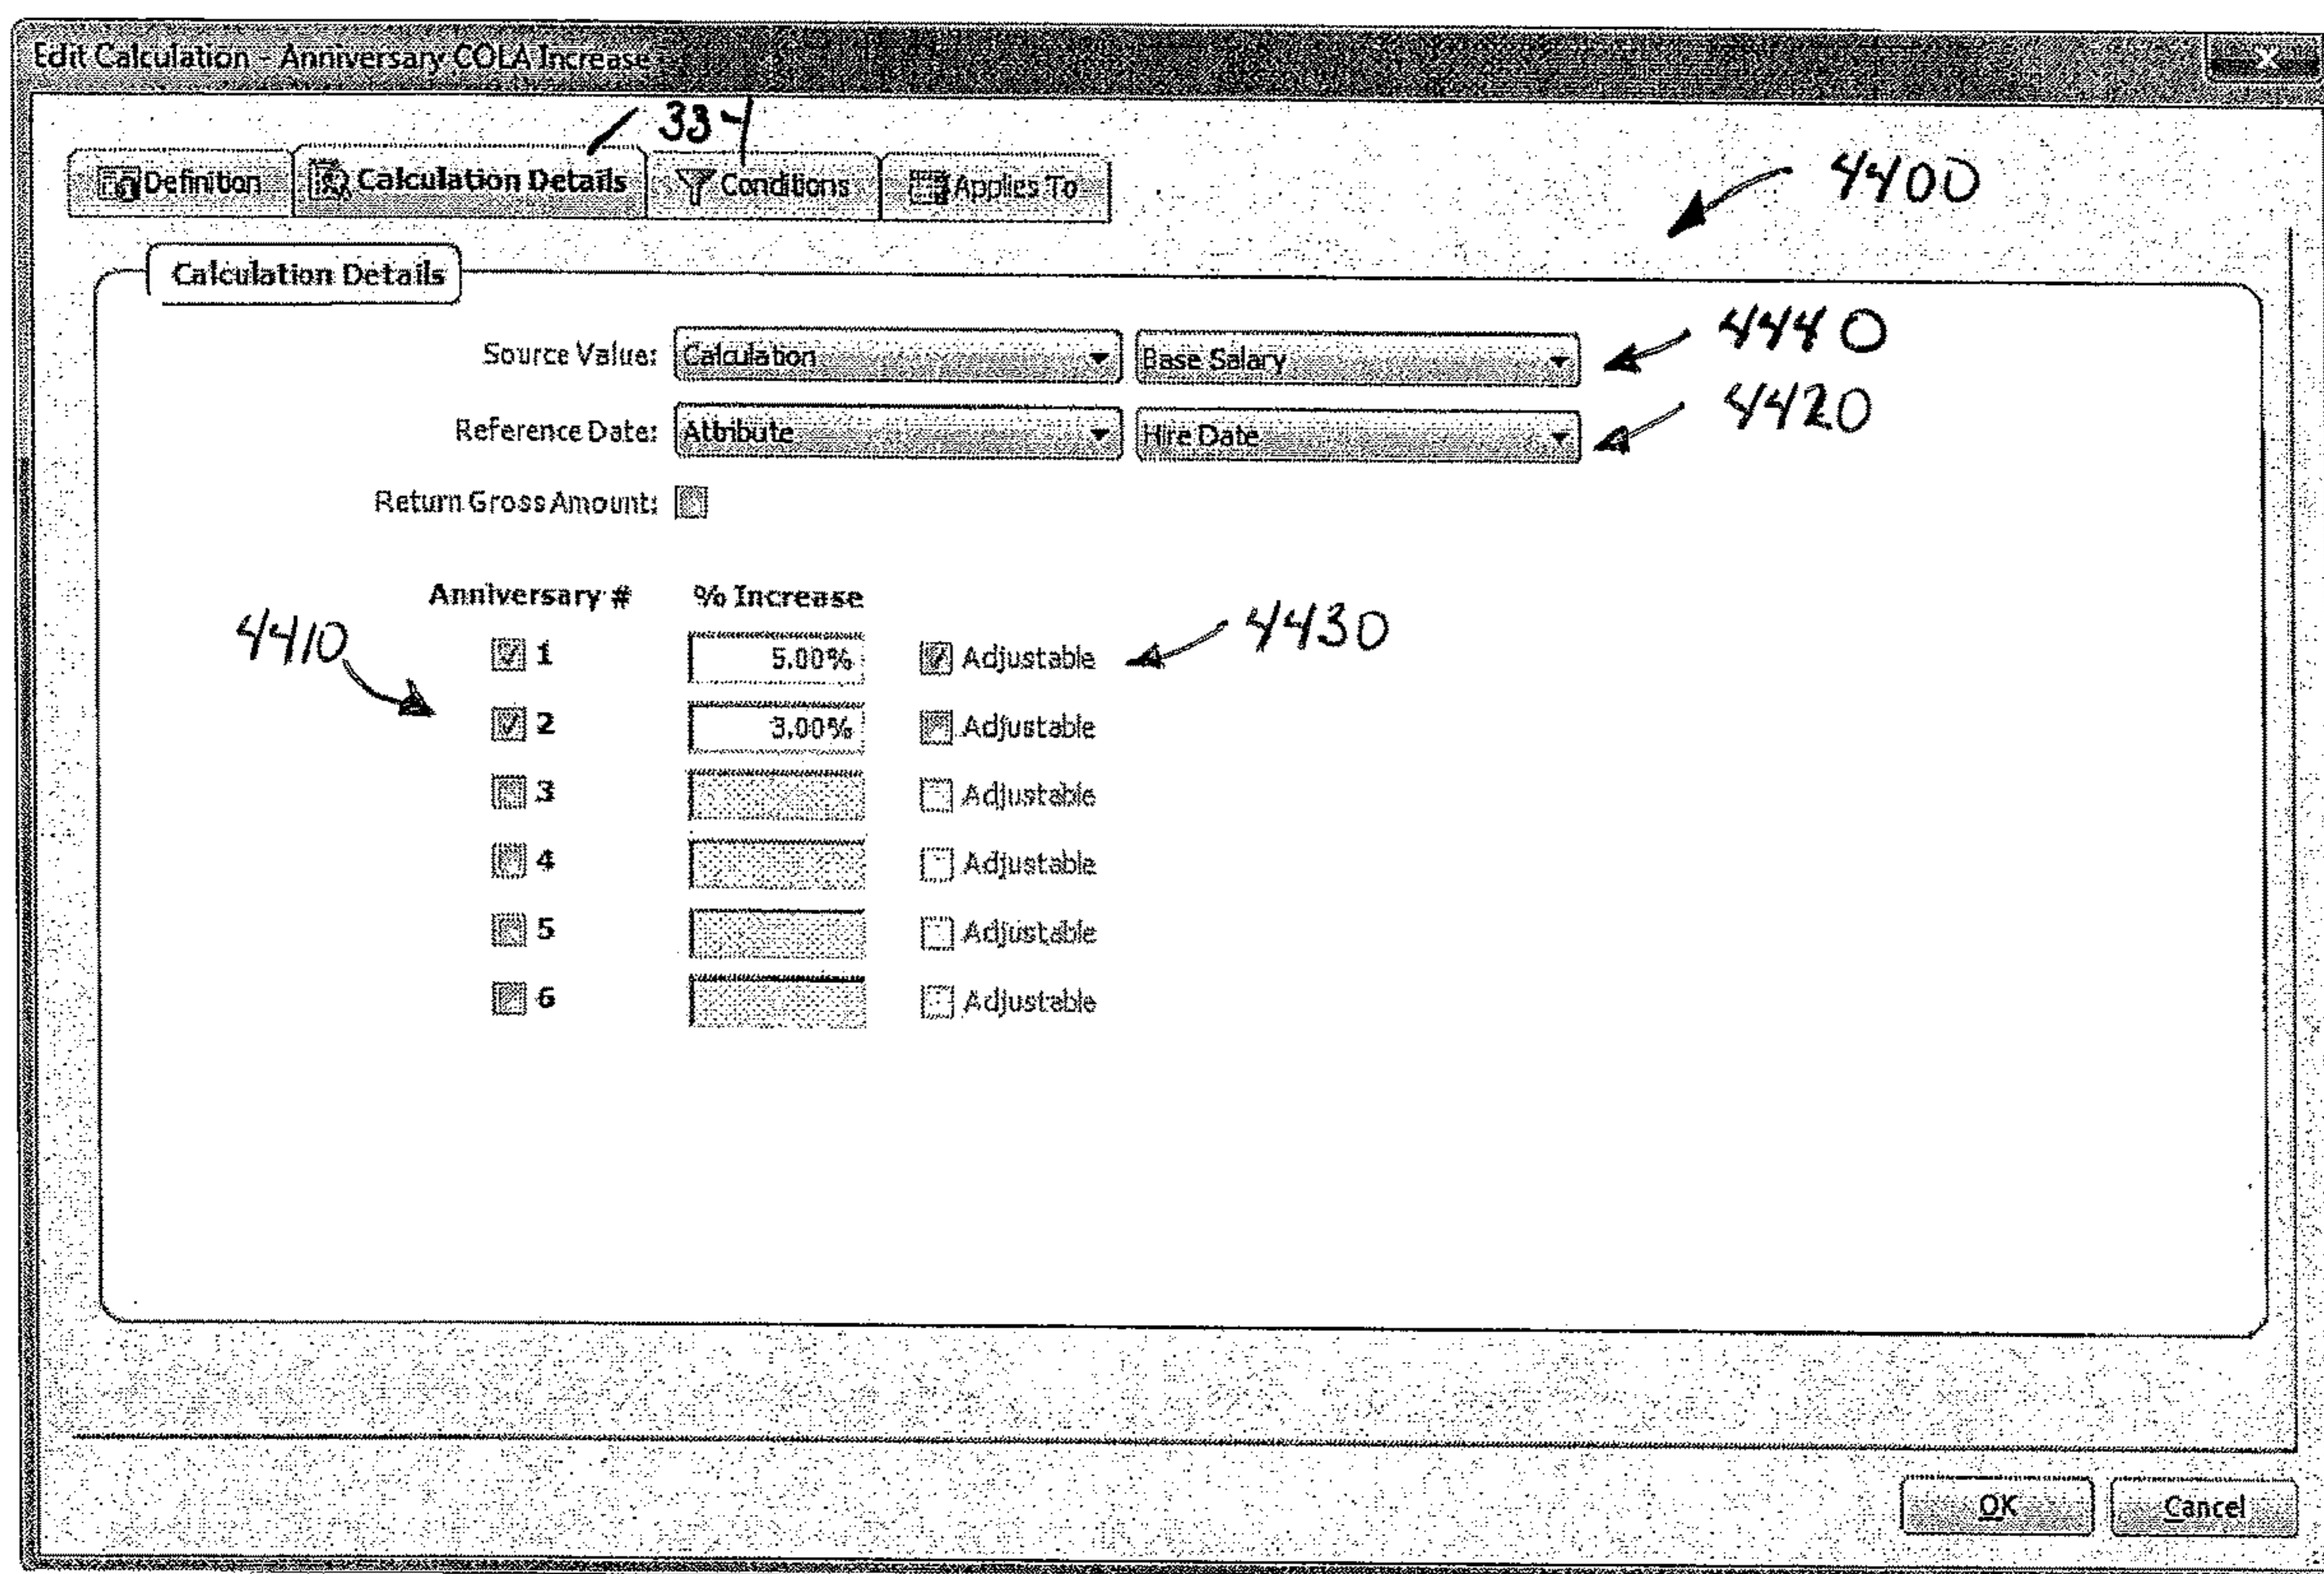 Edit Calculation - Anniversary COLA Increase X
334
Definition Calculation Details Conditions Applies To
4400
Calculation Details
Source Value: Calculation Base Salary 4440
Reference Date: Attribute Hire Date 4420
Return Gross Amount:
Anniversary # % Increase
4410
1 5.00% Adjustable 4430
2 3.00% Adjustable
3 Adjustable
4 Adjustable
5 Adjustable
6 Adjustable
OK Cancel